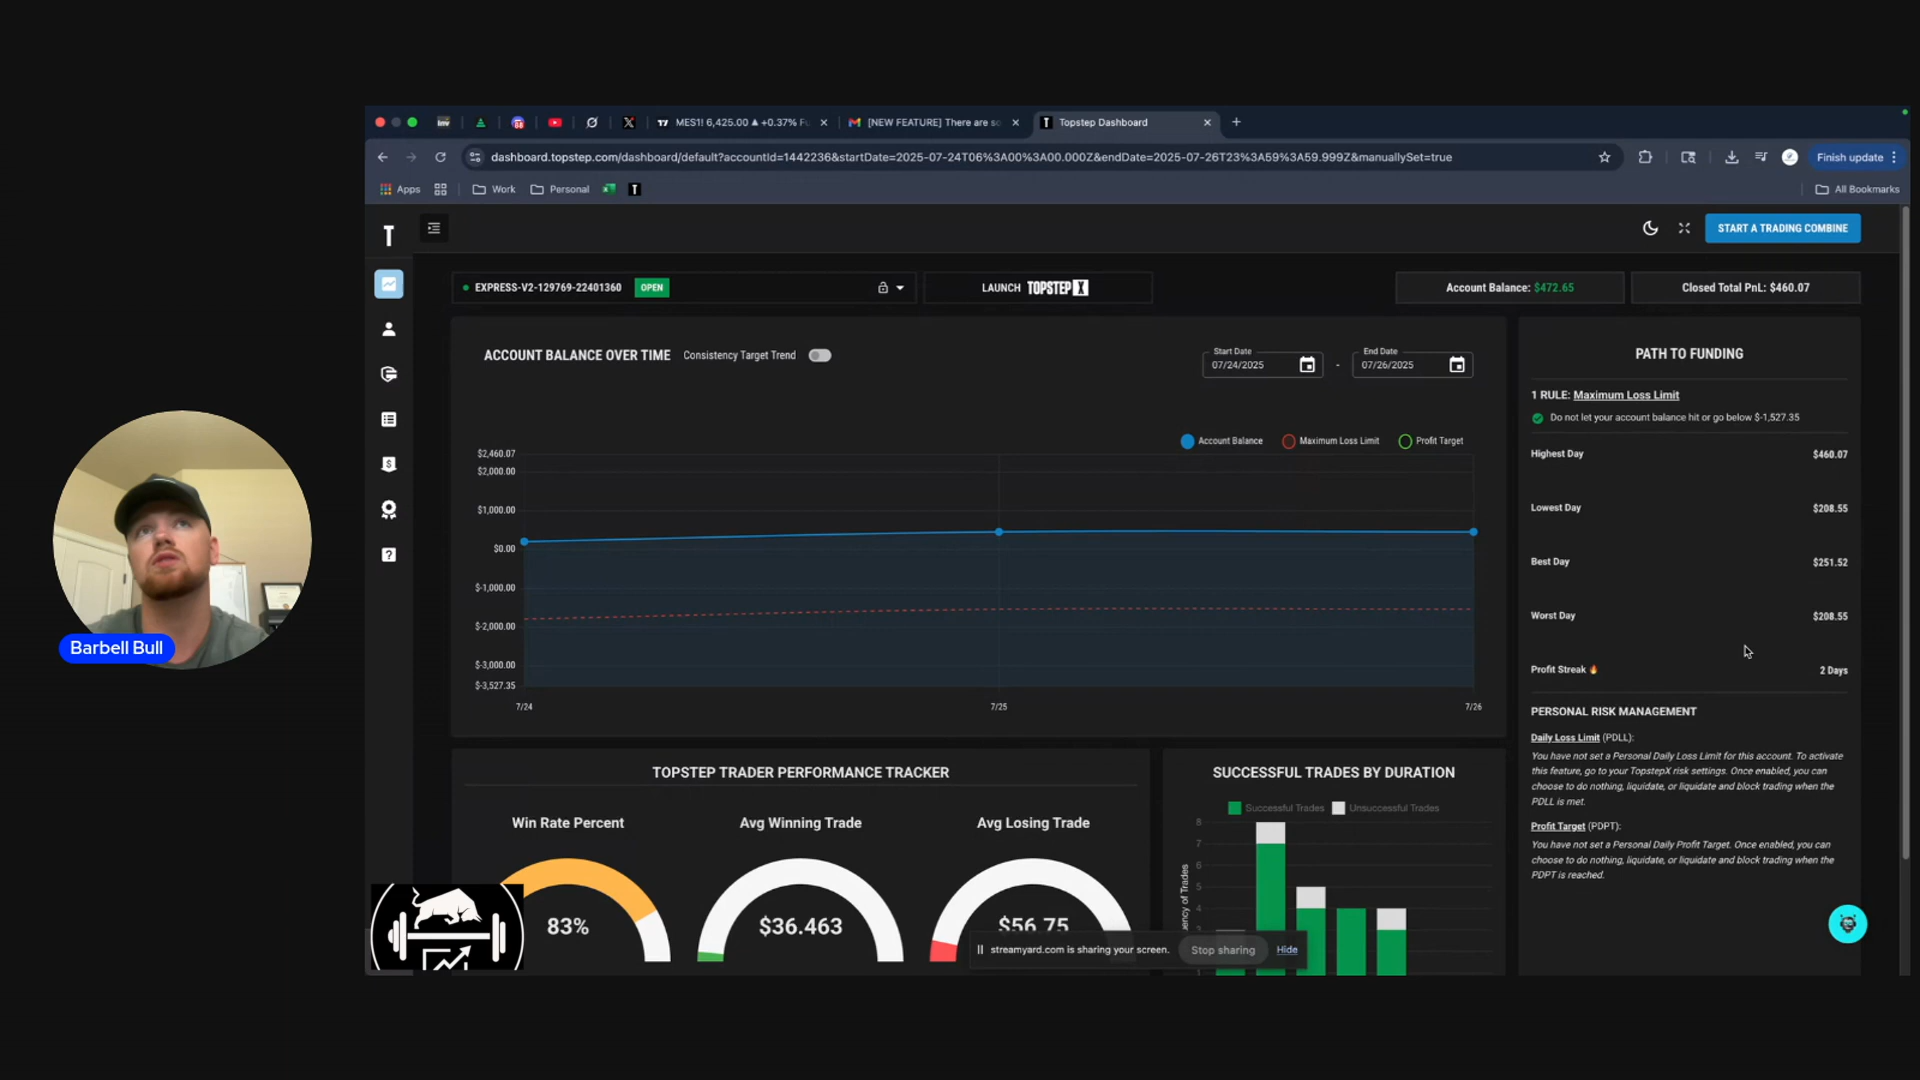 MES1! 6,425.00 ▲ +0.37% F
[NEW FEATURE] There are so
Topstep Dashboard
dashboard.topstep.com/dashboard/default?accountId=1442236&startDate=2025-07-24T06%3A00%3A00.000Z&endDate=2025-07-26T23%3A59%3A59.999Z&manuallySet=true
Finish update
Apps
Work
Personal
All Bookmarks
START A TRADING COMBINE
EXPRESS-V2-129769-22401360
OPEN
LAUNCH TOPSTEPX
Account Balance: $472.65
Closed Total PnL: $460.07
ACCOUNT BALANCE OVER TIME
Consistency Target Trend
Start Date
07/24/2025
-
End Date
07/26/2025
Account Balance
Maximum Loss Limit
Profit Target
$2,460.07
$2,000.00
$1,000.00
$0.00
$-1,000.00
$-2,000.00
$-3,000.00
$-3,527.35
7/24
7/25
7/26
PATH TO FUNDING
1 RULE: Maximum Loss Limit
Do not let your account balance hit or go below $-1,527.35
Highest Day $460.07
Lowest Day $208.55
Best Day $251.52
Worst Day $208.55
Profit Streak 🔥 2 Days
PERSONAL RISK MANAGEMENT
Daily Loss Limit (PDLL):
You have not set a Personal Daily Loss Limit for this account. To activate
this feature, go to your TopstepX risk settings. Once enabled, you can
choose to do nothing, liquidate, or liquidate and block trading when the
PDLL is met.
Profit Target (PDPT):
You have not set a Personal Daily Profit Target. Once enabled, you can
choose to do nothing, liquidate, or liquidate and block trading when the
PDPT is reached.
TOPSTEP TRADER PERFORMANCE TRACKER
Win Rate Percent
83%
Avg Winning Trade
$36.463
Avg Losing Trade
$56.75
SUCCESSFUL TRADES BY DURATION
Successful Trades
Unsuccessful Trades
8
7
6
5
4
uency of Trades
streamyard.com is sharing your screen.
Stop sharing
Hide
Barbell Bull